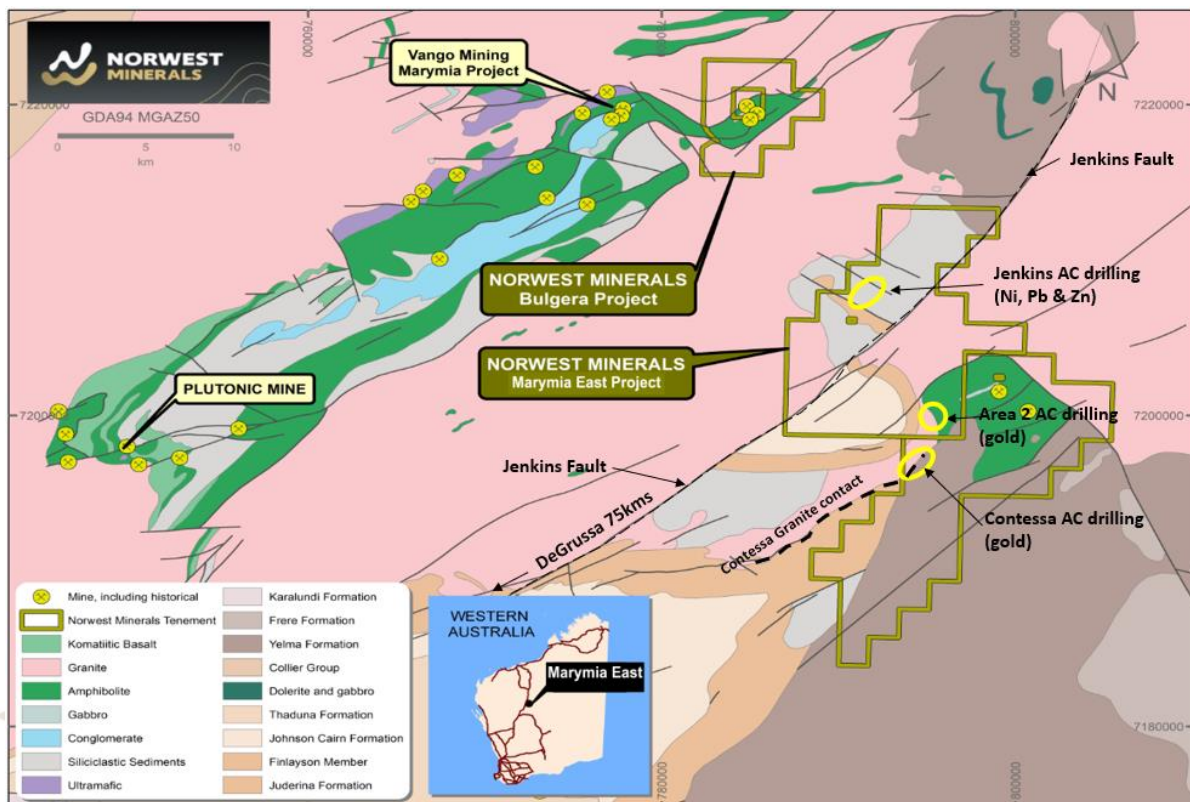 NORWEST
MINERALS
GDA94 MGAZ50
0 5 10
km
760000
780000
800000
7220000
7220000
Vango Mining
Marymia Project
N
Jenkins Fault
NORWEST MINERALS
Bulgera Project
Jenkins AC drilling
(Ni, Pb & Zn)
NORWEST MINERALS
Marymia East Project
PLUTONIC MINE
7200000
7200000
Area 2 AC drilling
(gold)
Jenkins Fault
DeGrussa 75kms
Contessa Granite contact
Contessa AC drilling
(gold)
Mine, including historical
Norwest Minerals Tenement
Komatiitic Basalt
Granite
Amphibolite
Gabbro
Conglomerate
Siliciclastic Sediments
Ultramafic
Karalundi Formation
Frere Formation
Yelma Formation
Collier Group
Dolerite and gabbro
Thaduna Formation
Johnson Cairn Formation
Finlayson Member
Juderina Formation
WESTERN
AUSTRALIA
Marymia East
7180000
780000
800000